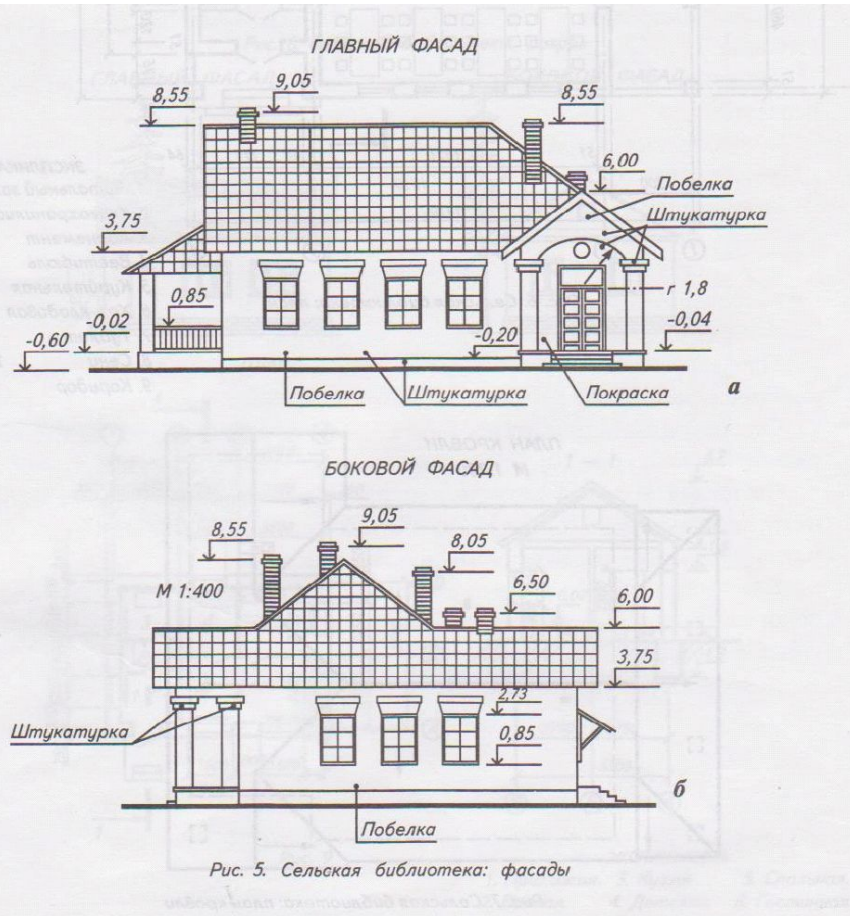 ГЛАВНЫЙ ФАСАД
8,55
9,05
8,55
6,00
Побелка
Штукатурка
3,75
0,85
г 1,8
-0,02
-0,60
-0,20
-0,04
Побелка
Штукатурка
Покраска
а
БОКОВОЙ ФАСАД
8,55
9,05
8,05
М 1:400
6,50
6,00
3,75
2,73
Штукатурка
0,85
б
Побелка
Рис. 5. Сельская библиотека: фасады